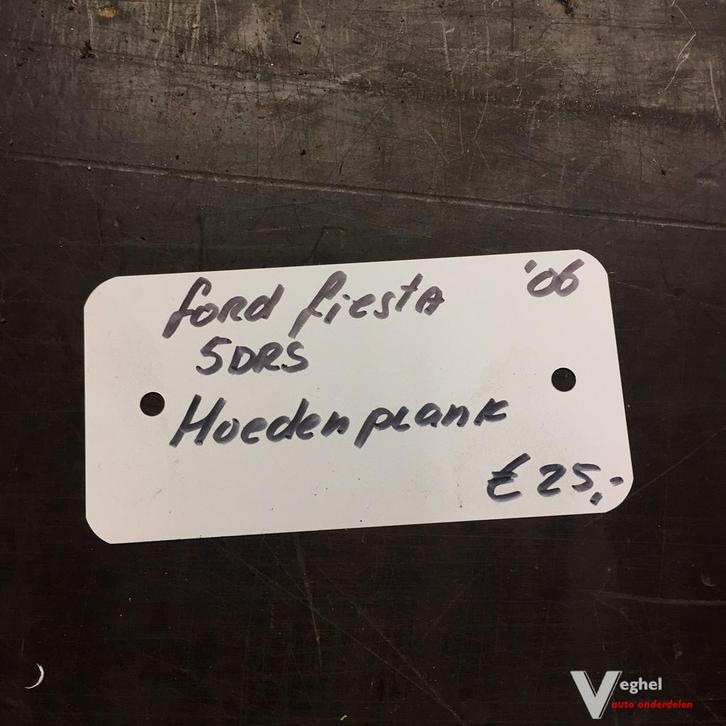 ford fiestA '06
5DRS
Hoedenplank
€ 25,-
Veghel
auto onderdelen